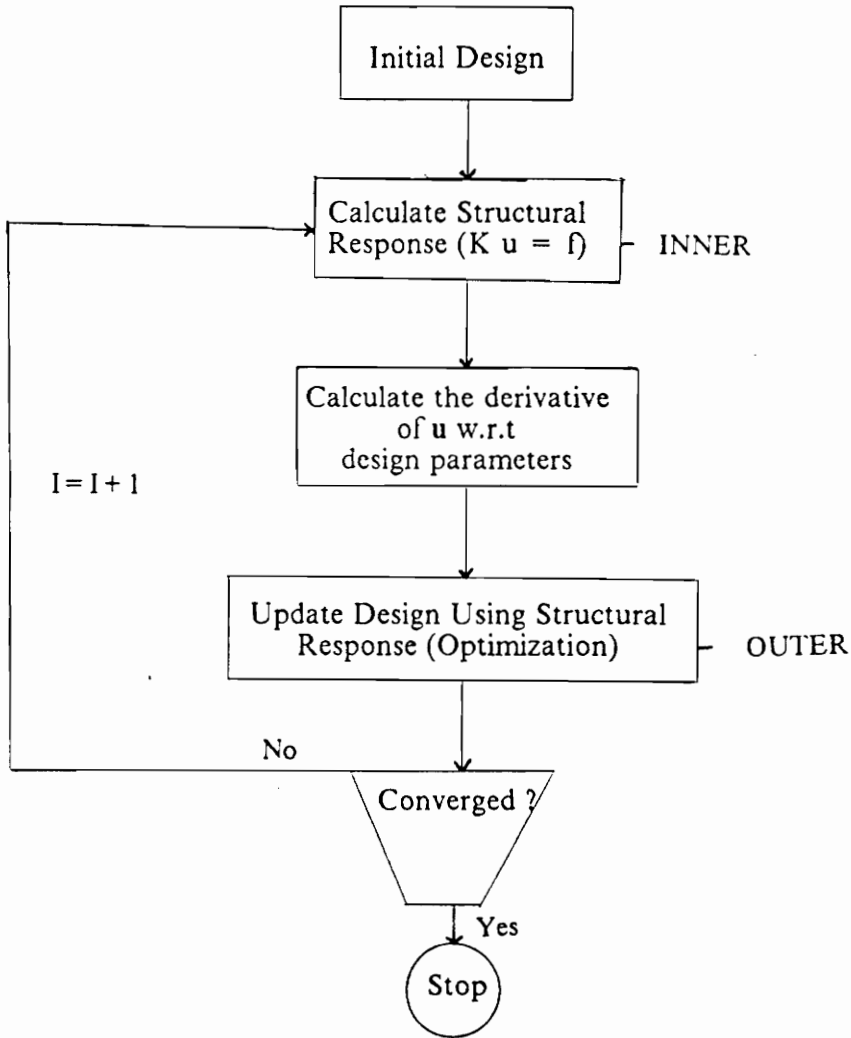 Initial Design
Calculate Structural
Response (K u = f)
INNER
Calculate the derivative
of u w.r.t
design parameters
I = I + 1
Update Design Using Structural
Response (Optimization)
OUTER
No
Converged ?
Yes
Stop